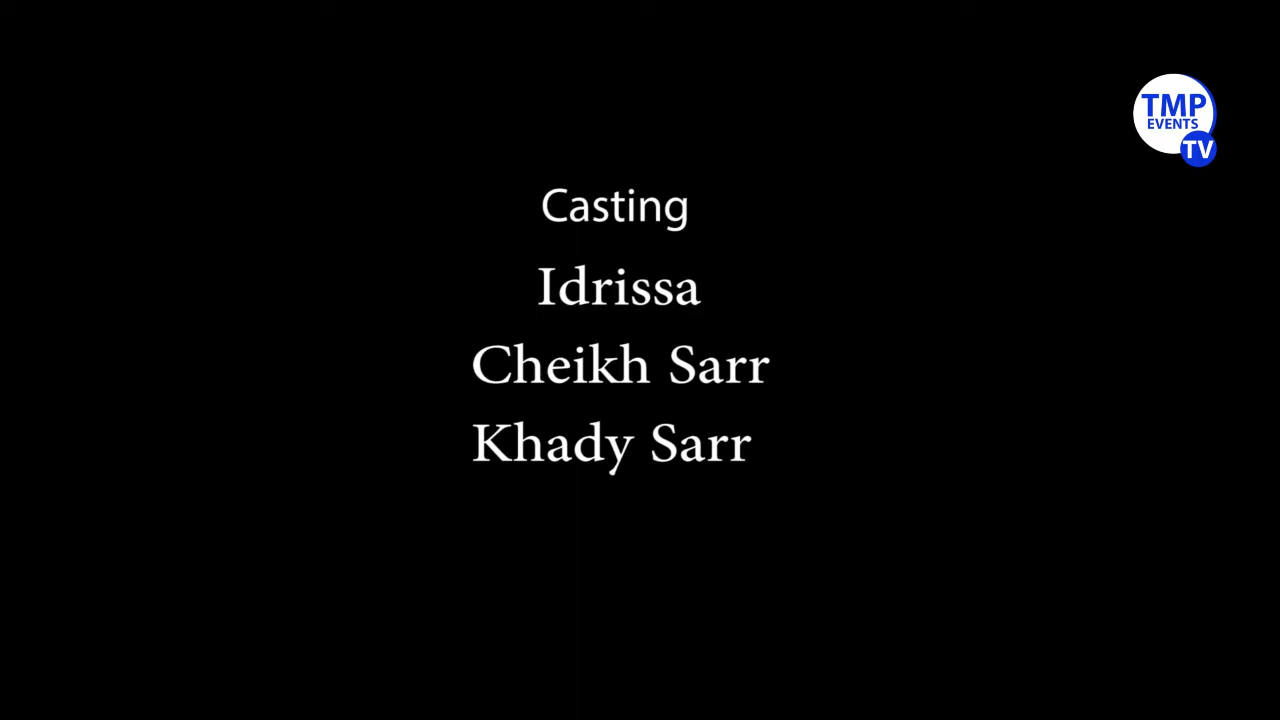 TMP
EVENTS
TV
Casting
Idrissa
Cheikh Sarr
Khady Sarr